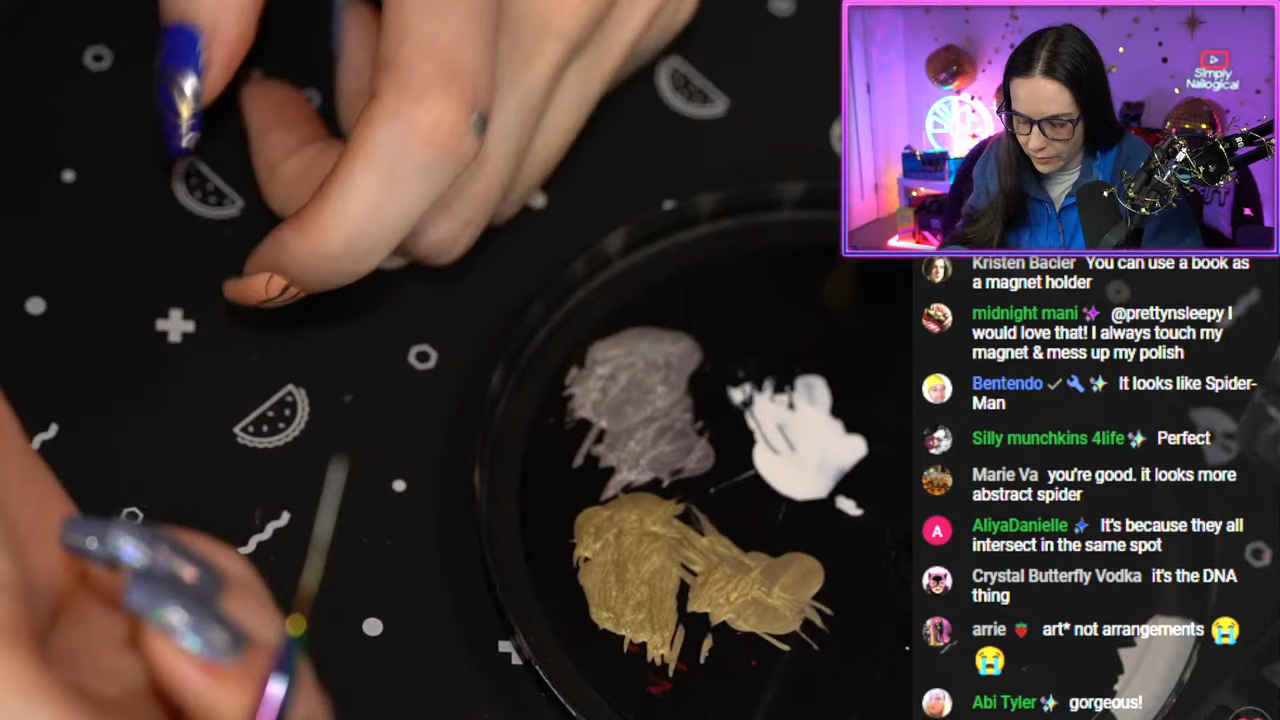 Simply
Nailogical
Kristen Bacler You can use a book as
a magnet holder
midnight mani @prettynsleepy I
would love that! I always touch my
magnet & mess up my polish
Bentendo It looks like Spider-
Man
Silly munchkins 4life Perfect
Marie Va you're good. it looks more
abstract spider
A
AliyaDanielle It's because they all
intersect in the same spot
Crystal Butterfly Vodka it's the DNA
thing
arrie art* not arrangements
Abi Tyler gorgeous!